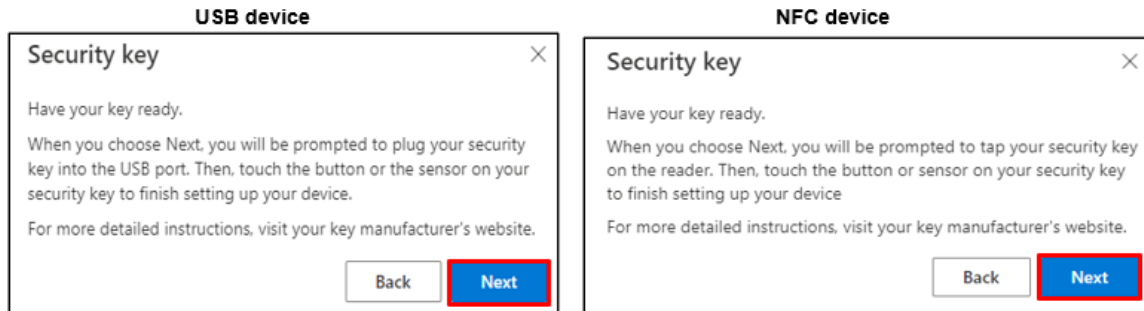 USB device
Security key
Have your key ready.
When you choose Next, you will be prompted to plug your security
key into the USB port. Then, touch the button or the sensor on your
security key to finish setting up your device.
For more detailed instructions, visit your key manufacturer's website.
Back
Next
NFC device
Security key
Have your key ready.
When you choose Next, you will be prompted to tap your security key
on the reader. Then, touch the button or sensor on your security key
to finish setting up your device
For more detailed instructions, visit your key manufacturer's website.
Back
Next